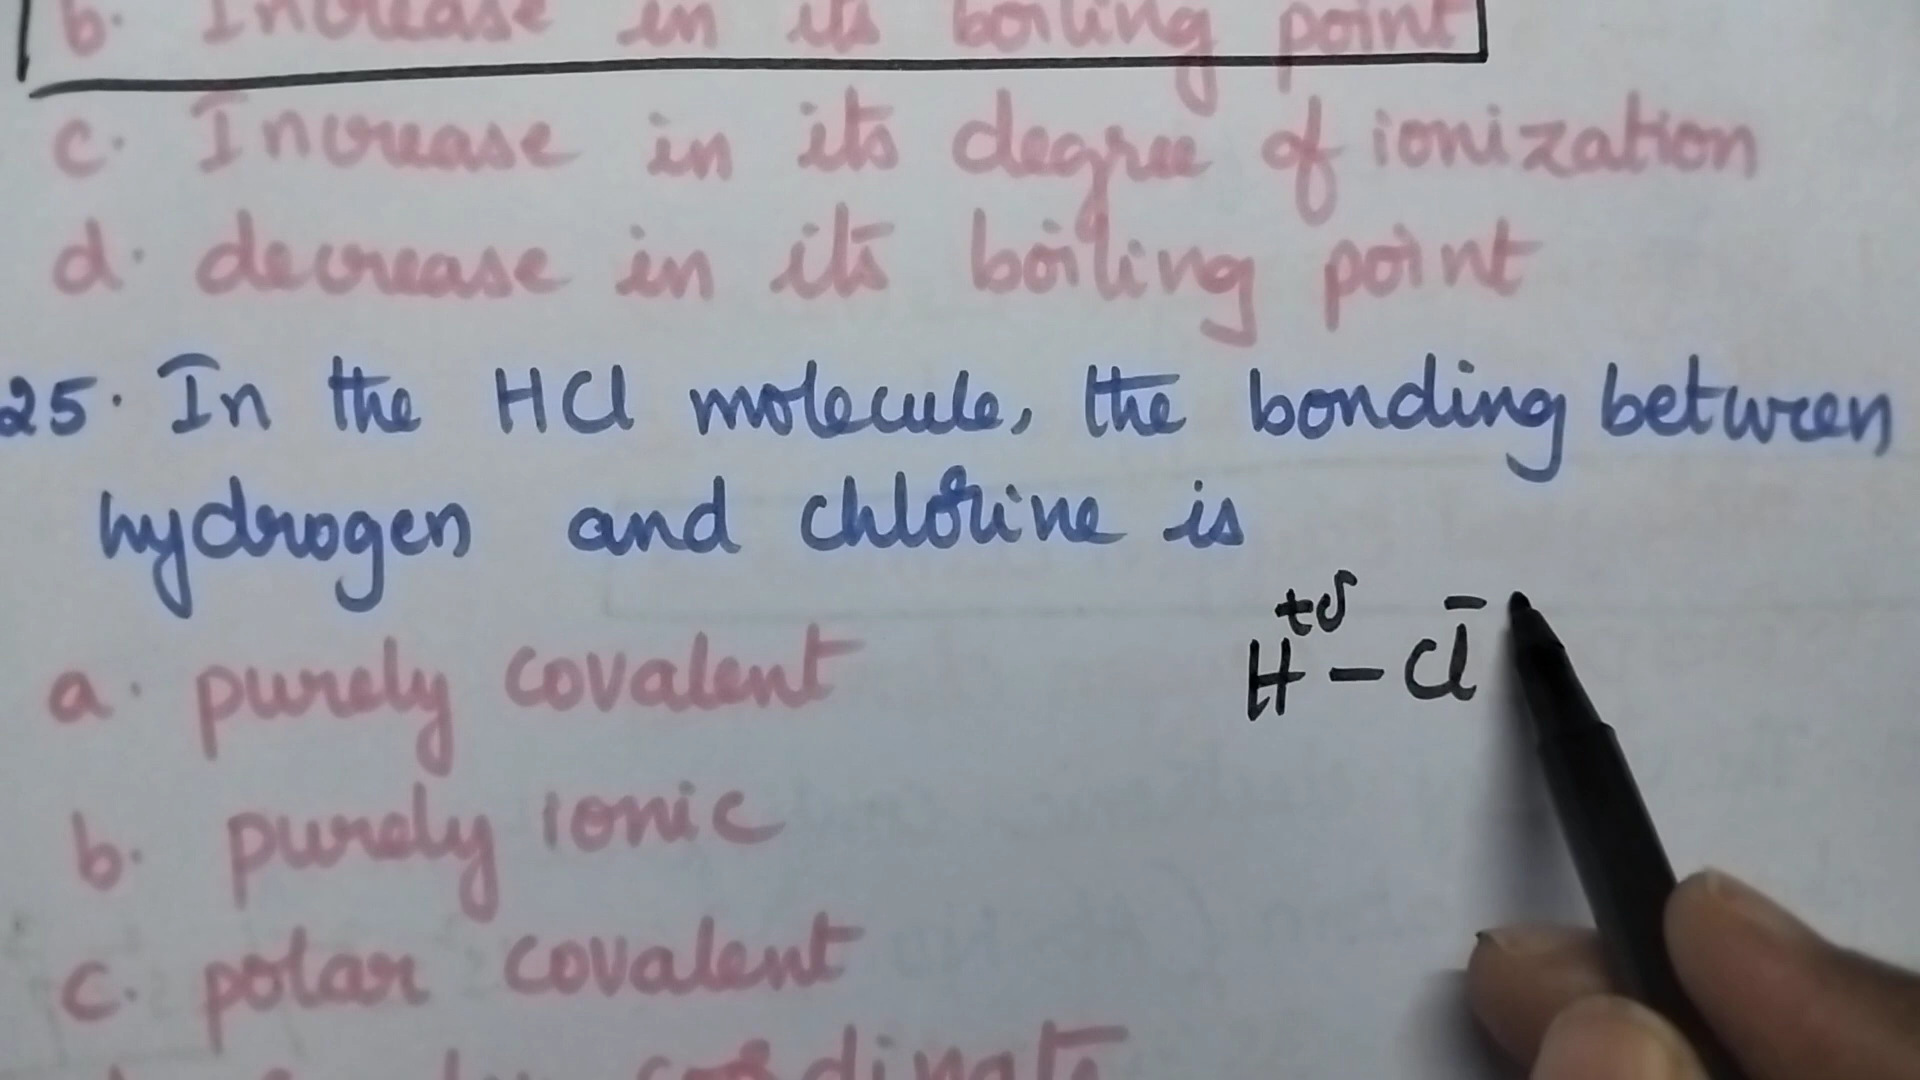 b. Increase in its boiling point
c. Increase in its degree of ionization
d. decrease in its boiling point
25. In the HCl molecule, the bonding between
hydrogen and chlorine is
+δ –
H – Cl
a. purely covalent
b. purely ionic
c. polar covalent
coordinate